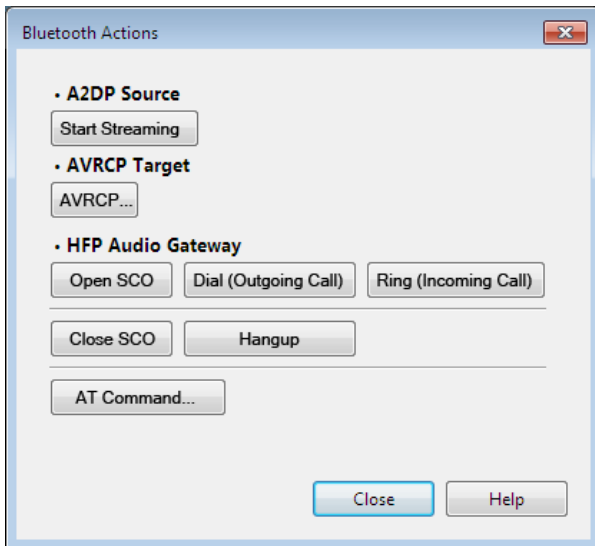 Bluetooth Actions
• A2DP Source
Start Streaming
• AVRCP Target
AVRCP...
• HFP Audio Gateway
Open SCO Dial (Outgoing Call) Ring (Incoming Call)
Close SCO Hangup
AT Command...
Close Help